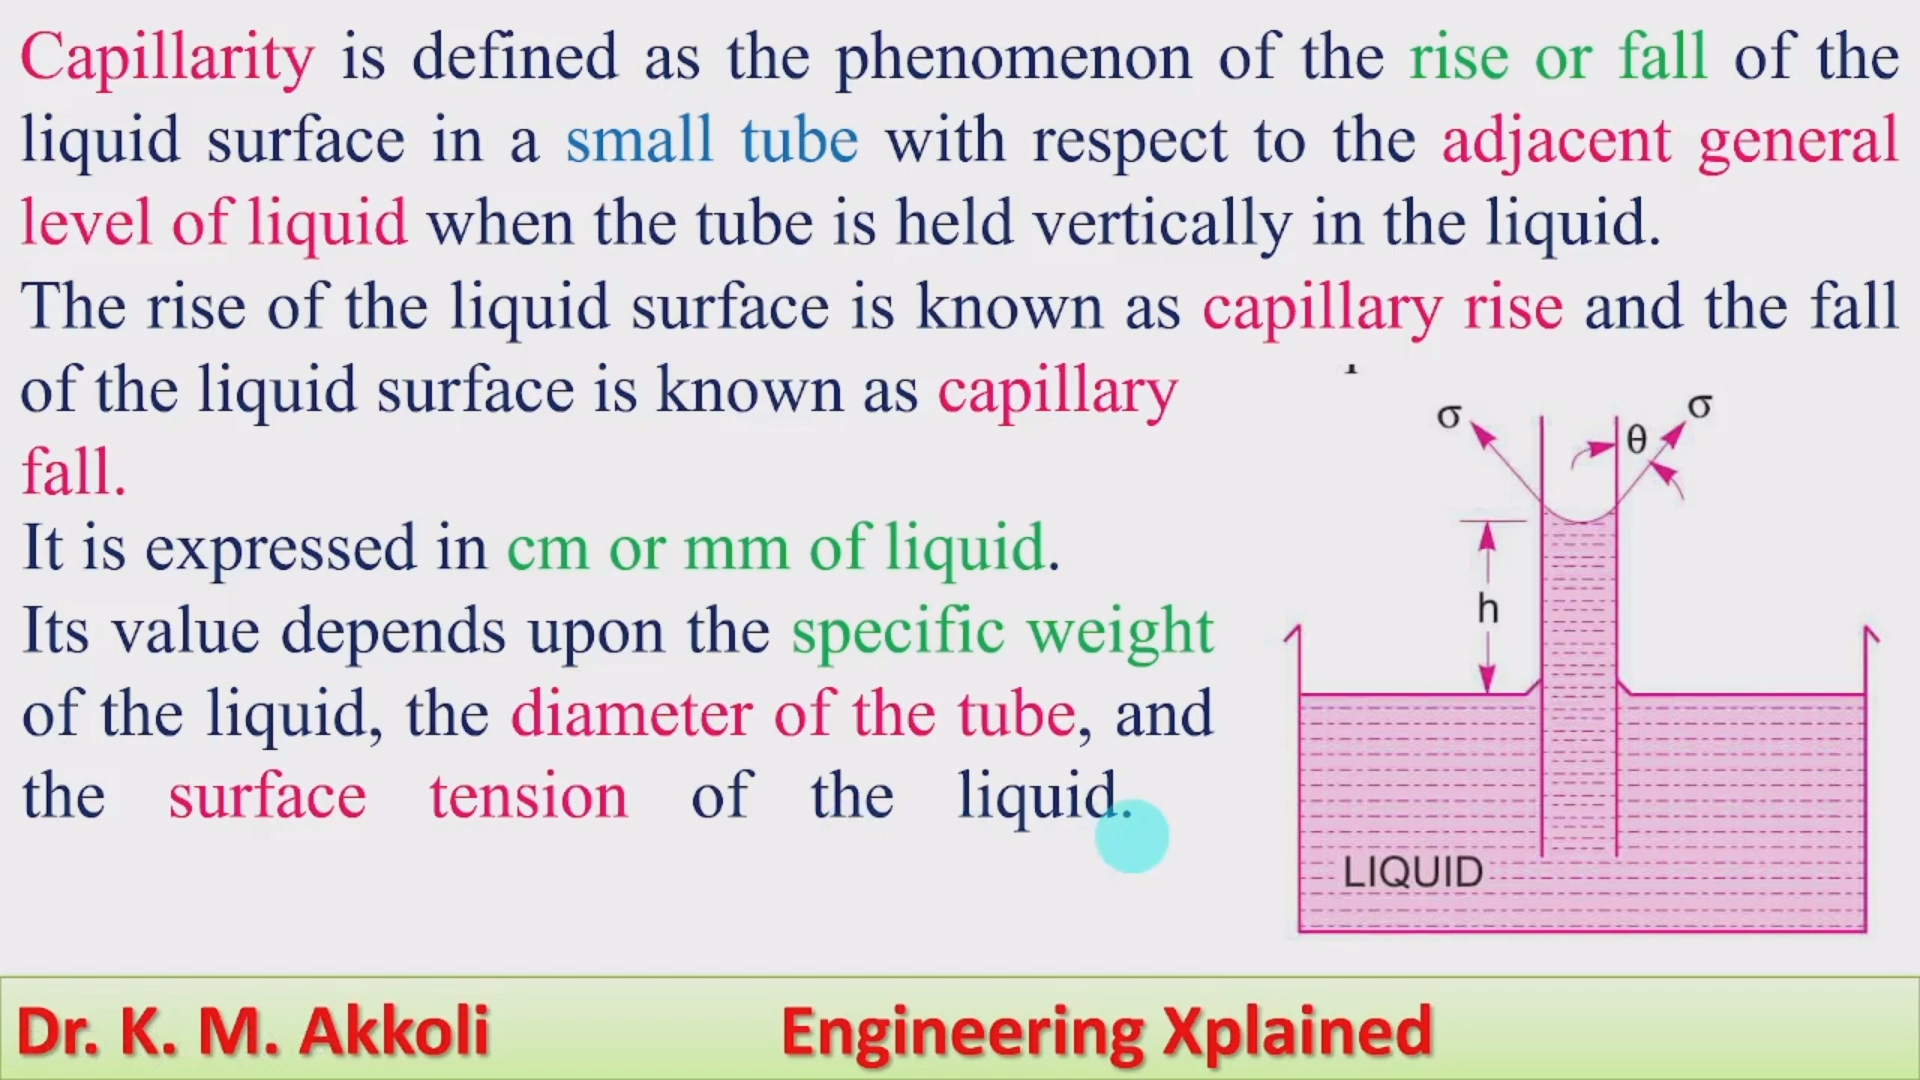 Capillarity is defined as the phenomenon of the rise or fall of the
liquid surface in a small tube with respect to the adjacent general
level of liquid when the tube is held vertically in the liquid.
The rise of the liquid surface is known as capillary rise and the fall
of the liquid surface is known as capillary
fall.
It is expressed in cm or mm of liquid.
Its value depends upon the specific weight
of the liquid, the diameter of the tube, and
the surface tension of the liquid.
σ
σ
θ
h
LIQUID
Dr. K. M. Akkoli
Engineering Xplained